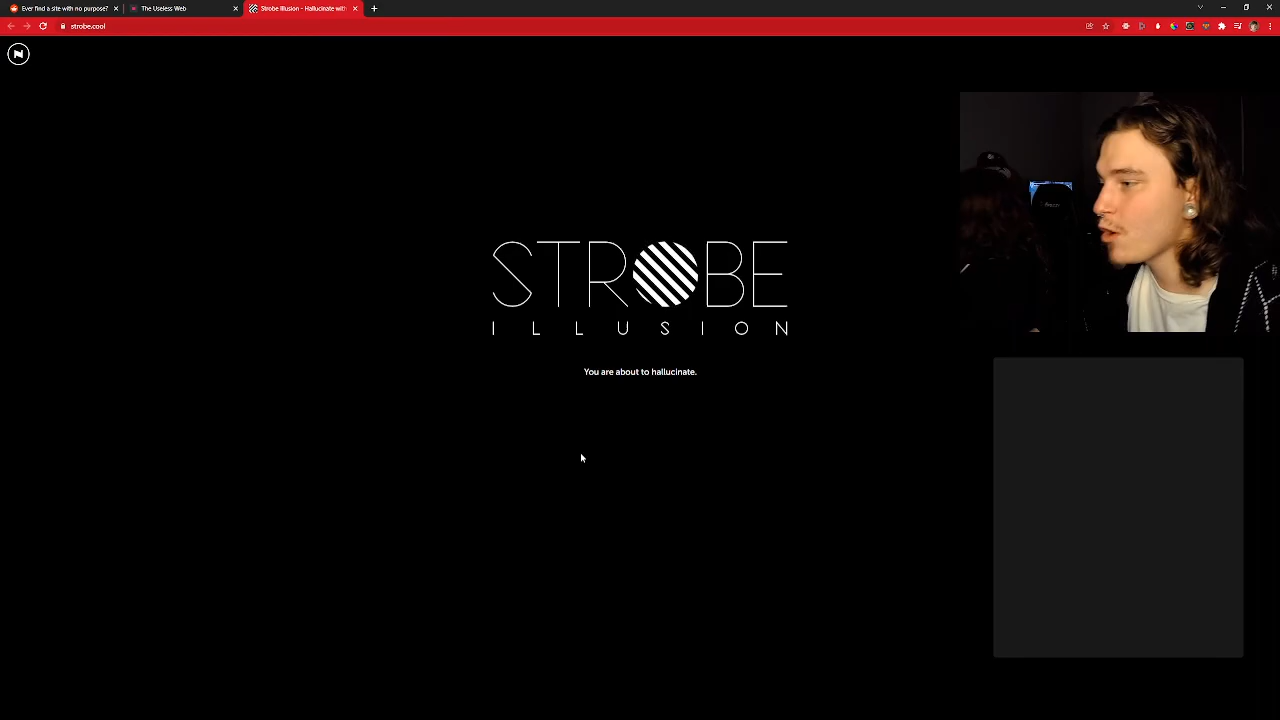 Ever find a site with no purpose?
The Useless Web
Strobe Illusion - Hallucinate with
strobe.cool
STROBE
ILLUSION
You are about to hallucinate.